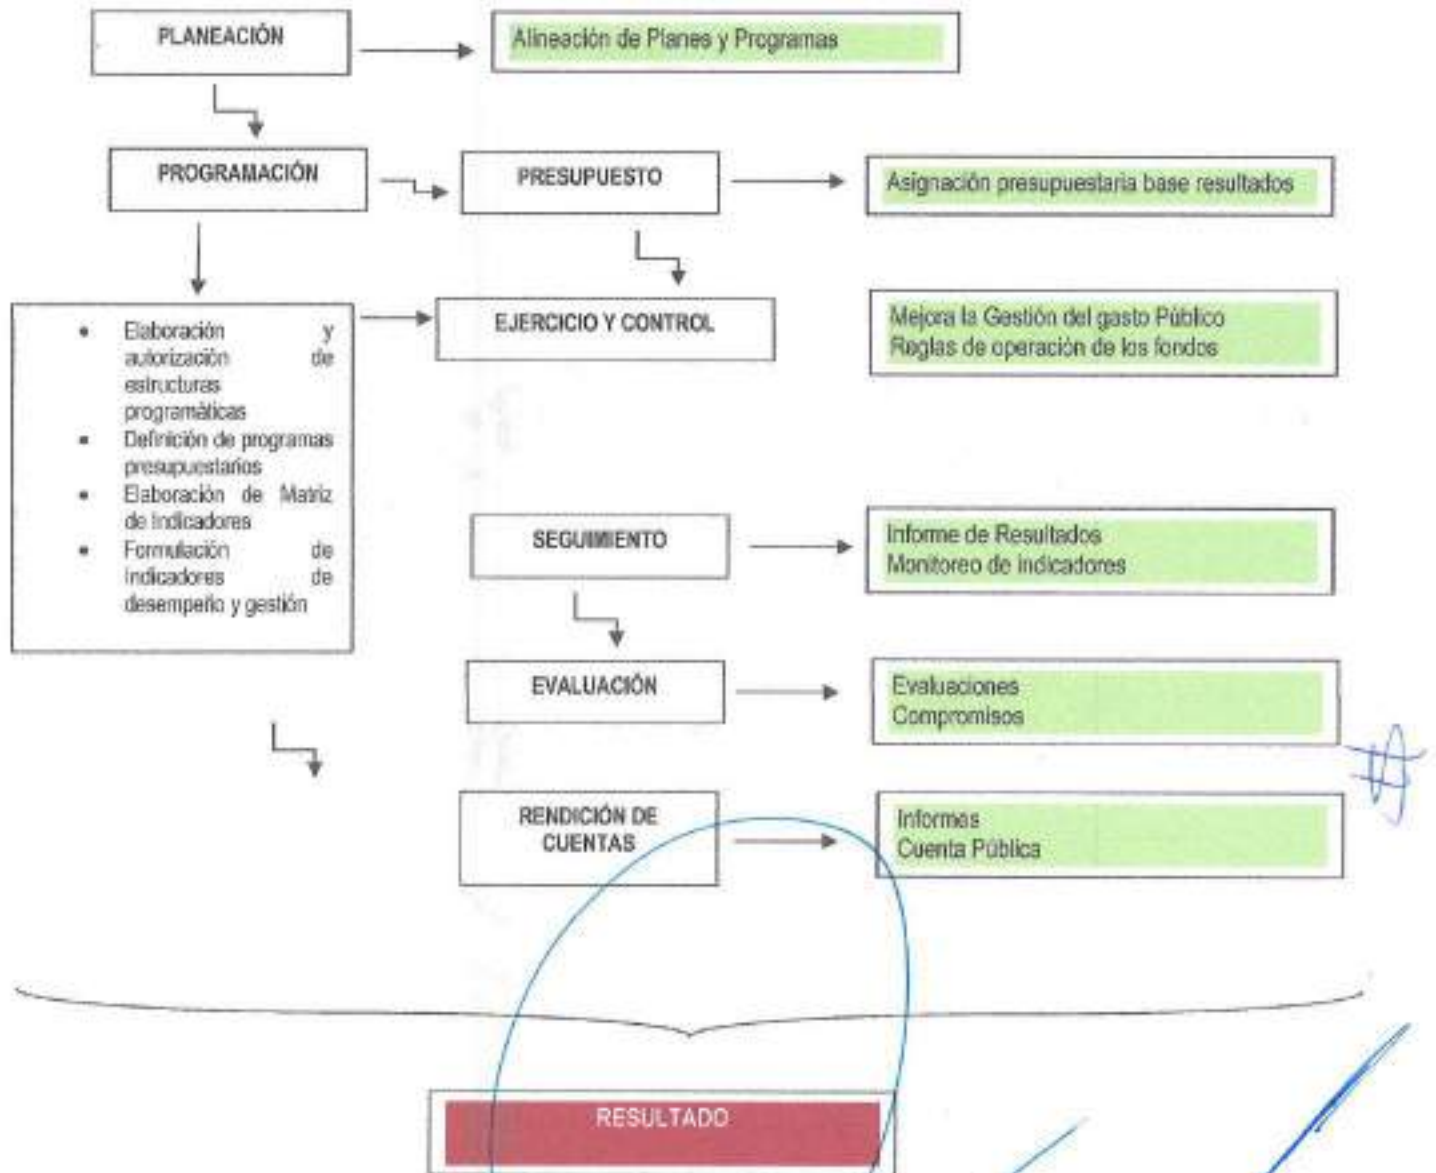 PLANEACIÓN
Alineación de Planes y Programas
PROGRAMACIÓN
PRESUPUESTO
Asignación presupuestaria base resultados
• Elaboración y
autorización de
estructuras
programáticas
• Definición de programas
presupuestarios
• Elaboración de Matriz
de Indicadores
• Formulación de
Indicadores de
desempeño y gestión
EJERCICIO Y CONTROL
Mejora la Gestión del gasto Público
Reglas de operación de los fondos
SEGUIMIENTO
Informe de Resultados
Monitoreo de indicadores
EVALUACIÓN
Evaluaciones
Compromisos
RENDICIÓN DE
CUENTAS
Informes
Cuenta Pública
RESULTADO